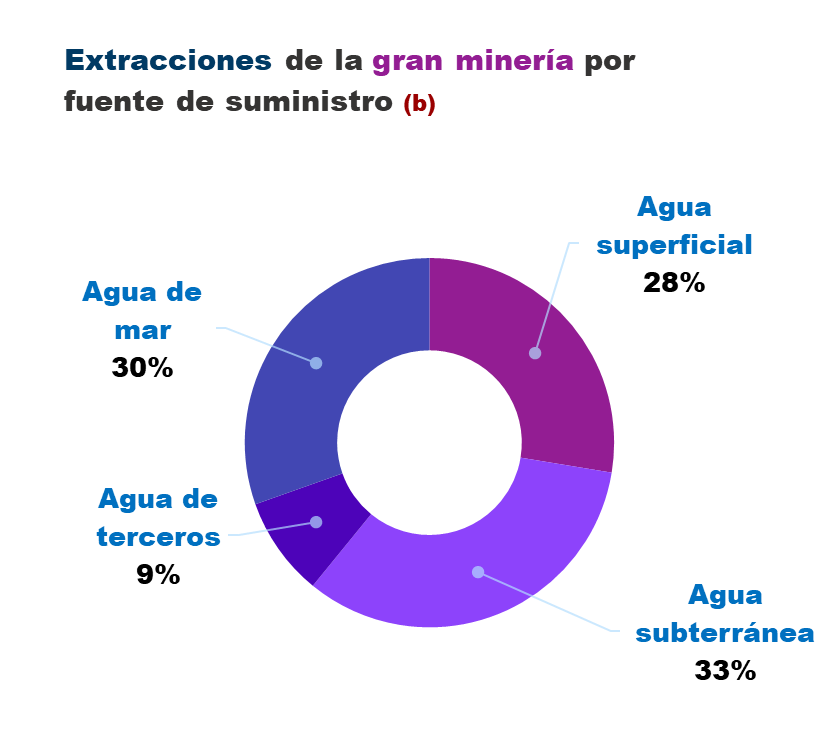 Extracciones de la gran minería por
fuente de suministro (b)
Agua
superficial
28%
Agua de
mar
30%
Agua de
terceros
9%
Agua
subterránea
33%